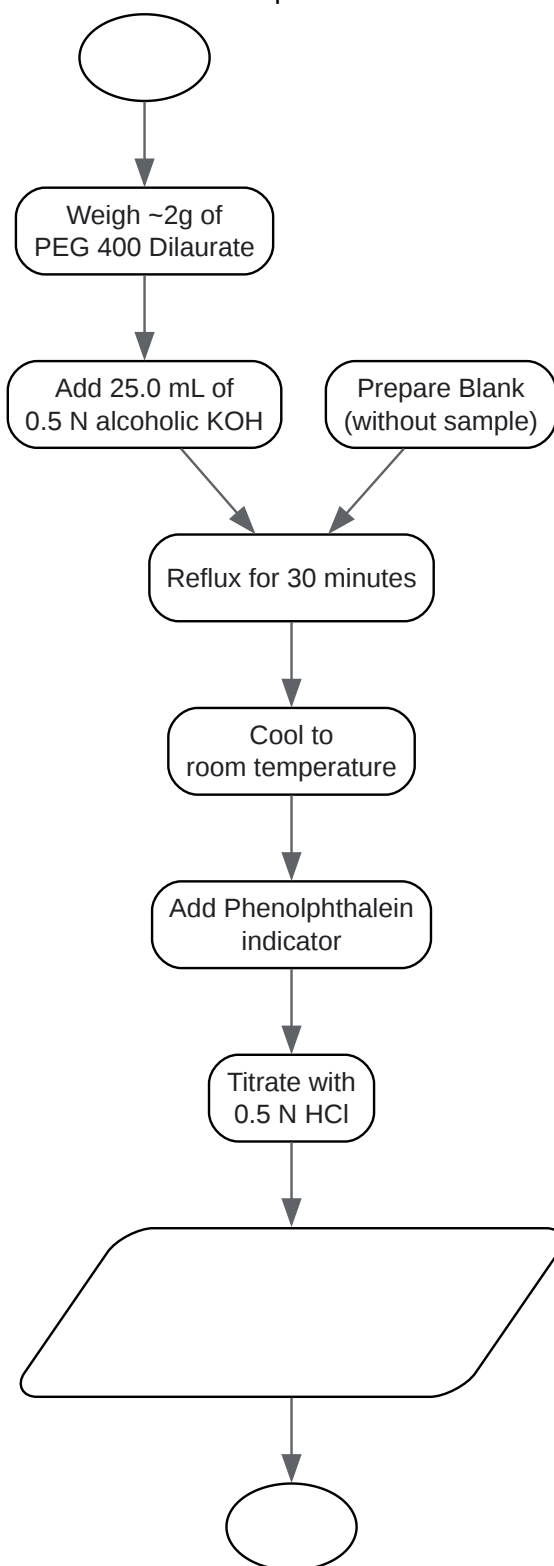 Weigh ~2g of
PEG 400 Dilaurate
Add 25.0 mL of
0.5 N alcoholic KOH
Prepare Blank
(without sample)
Reflux for 30 minutes
Cool to
room temperature
Add Phenolphthalein
indicator
Titrate with
0.5 N HCl